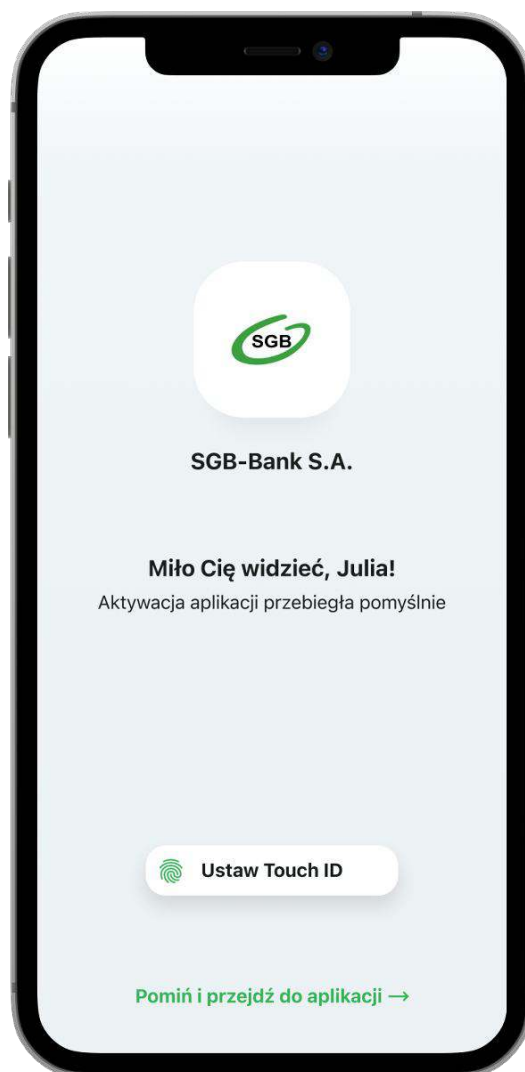 SGB
SGB-Bank S.A.
Miło Cię widzieć, Julia!
Aktywacja aplikacji przebiegła pomyślnie
Ustaw Touch ID
Pomiń i przejdź do aplikacji →